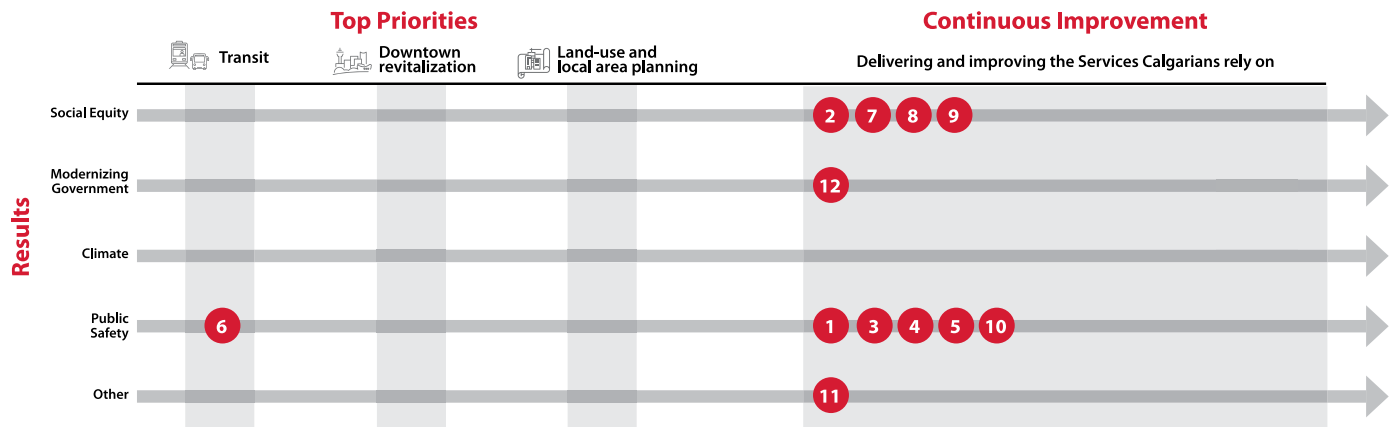 Top Priorities
Continuous Improvement
Transit
Downtown
revitalization
Land-use and
local area planning
Delivering and improving the Services Calgarians rely on
Results
Social Equity
2 7 8 9
Modernizing
Government
12
Climate
Public
Safety
6
1 3 4 5 10
Other
11